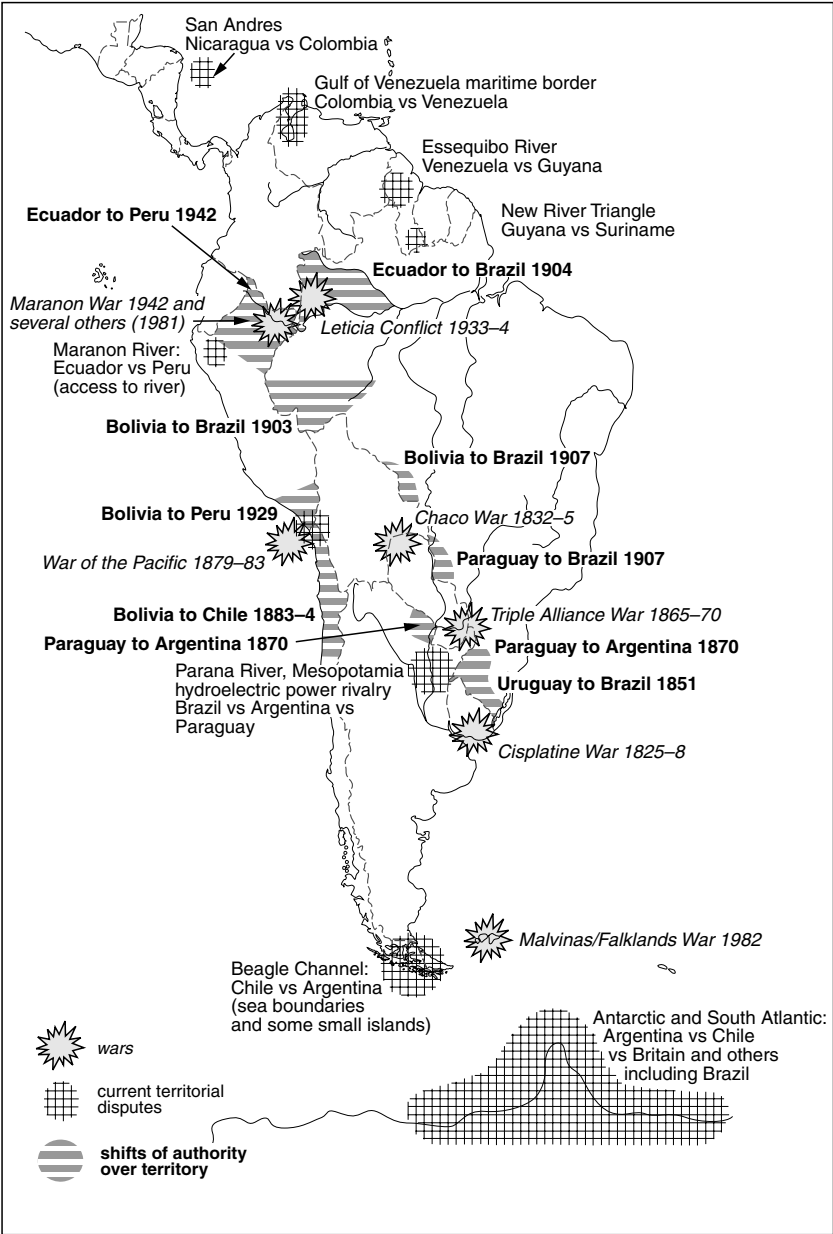 San Andres
Nicaragua vs Colombia
Gulf of Venezuela maritime border
Colombia vs Venezuela
Essequibo River
Venezuela vs Guyana
New River Triangle
Guyana vs Suriname
Ecuador to Peru 1942
Ecuador to Brazil 1904
Maranon War 1942 and
several others (1981)
Leticia Conflict 1933–4
Maranon River:
Ecuador vs Peru
(access to river)
Bolivia to Brazil 1903
Bolivia to Brazil 1907
Bolivia to Peru 1929
Chaco War 1832–5
War of the Pacific 1879–83
Paraguay to Brazil 1907
Bolivia to Chile 1883–4
Triple Alliance War 1865–70
Paraguay to Argentina 1870
Paraguay to Argentina 1870
Parana River, Mesopotamia
hydroelectric power rivalry
Brazil vs Argentina vs
Paraguay
Uruguay to Brazil 1851
Cisplatine War 1825–8
Malvinas/Falklands War 1982
Beagle Channel:
Chile vs Argentina
(sea boundaries
and some small islands)
Antarctic and South Atlantic:
Argentina vs Chile
vs Britain and others
including Brazil
wars
current territorial
disputes
shifts of authority
over territory